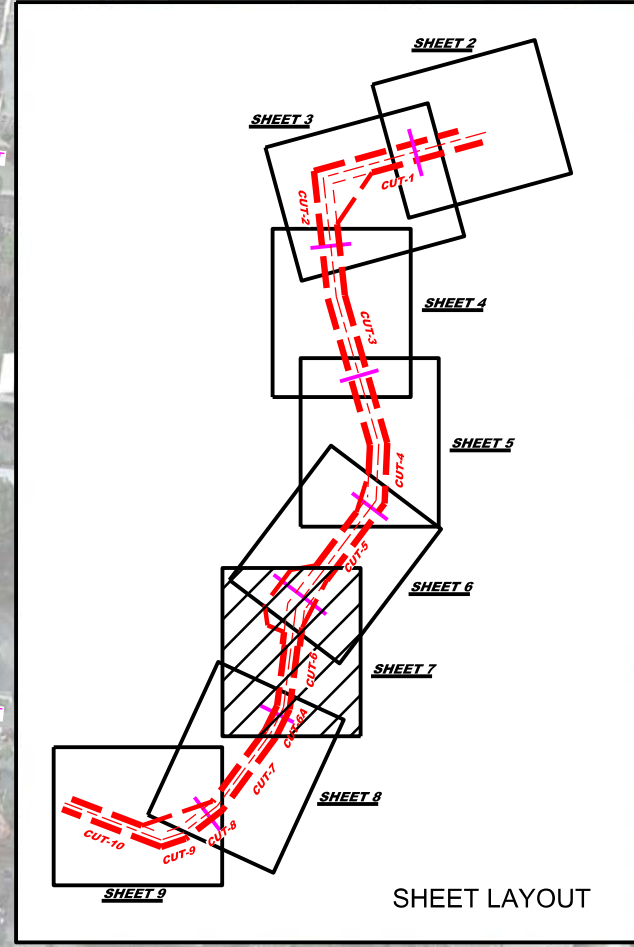 SHEET 2
SHEET 3
CUT-1
CUT-2
SHEET 4
CUT-3
SHEET 5
CUT-4
CUT-5
SHEET 6
CUT-6
SHEET 7
CUT-6A
CUT-7
SHEET 8
CUT-8
CUT-9
CUT-10
SHEET 9
SHEET LAYOUT